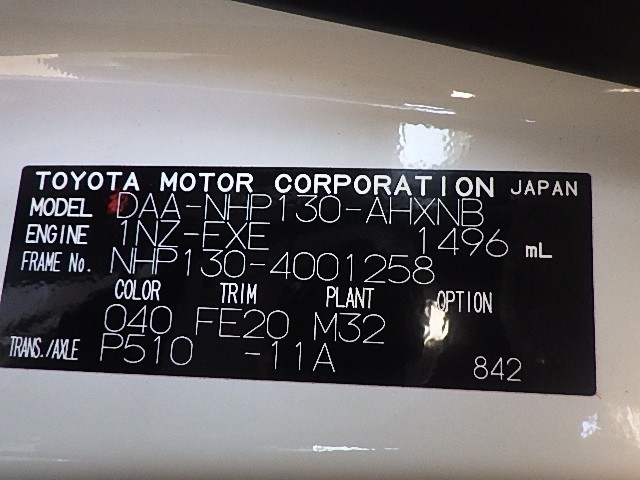 TOYOTA MOTOR CORPORATION JAPAN
MODEL DAA-NHP130-AHXNB
ENGINE 1NZ-EXE 1496 mL
FRAME No. NHP130-4001258
COLOR TRIM PLANT OPTION
040 FE20 M32
TRANS./AXLE P510 -11A
842